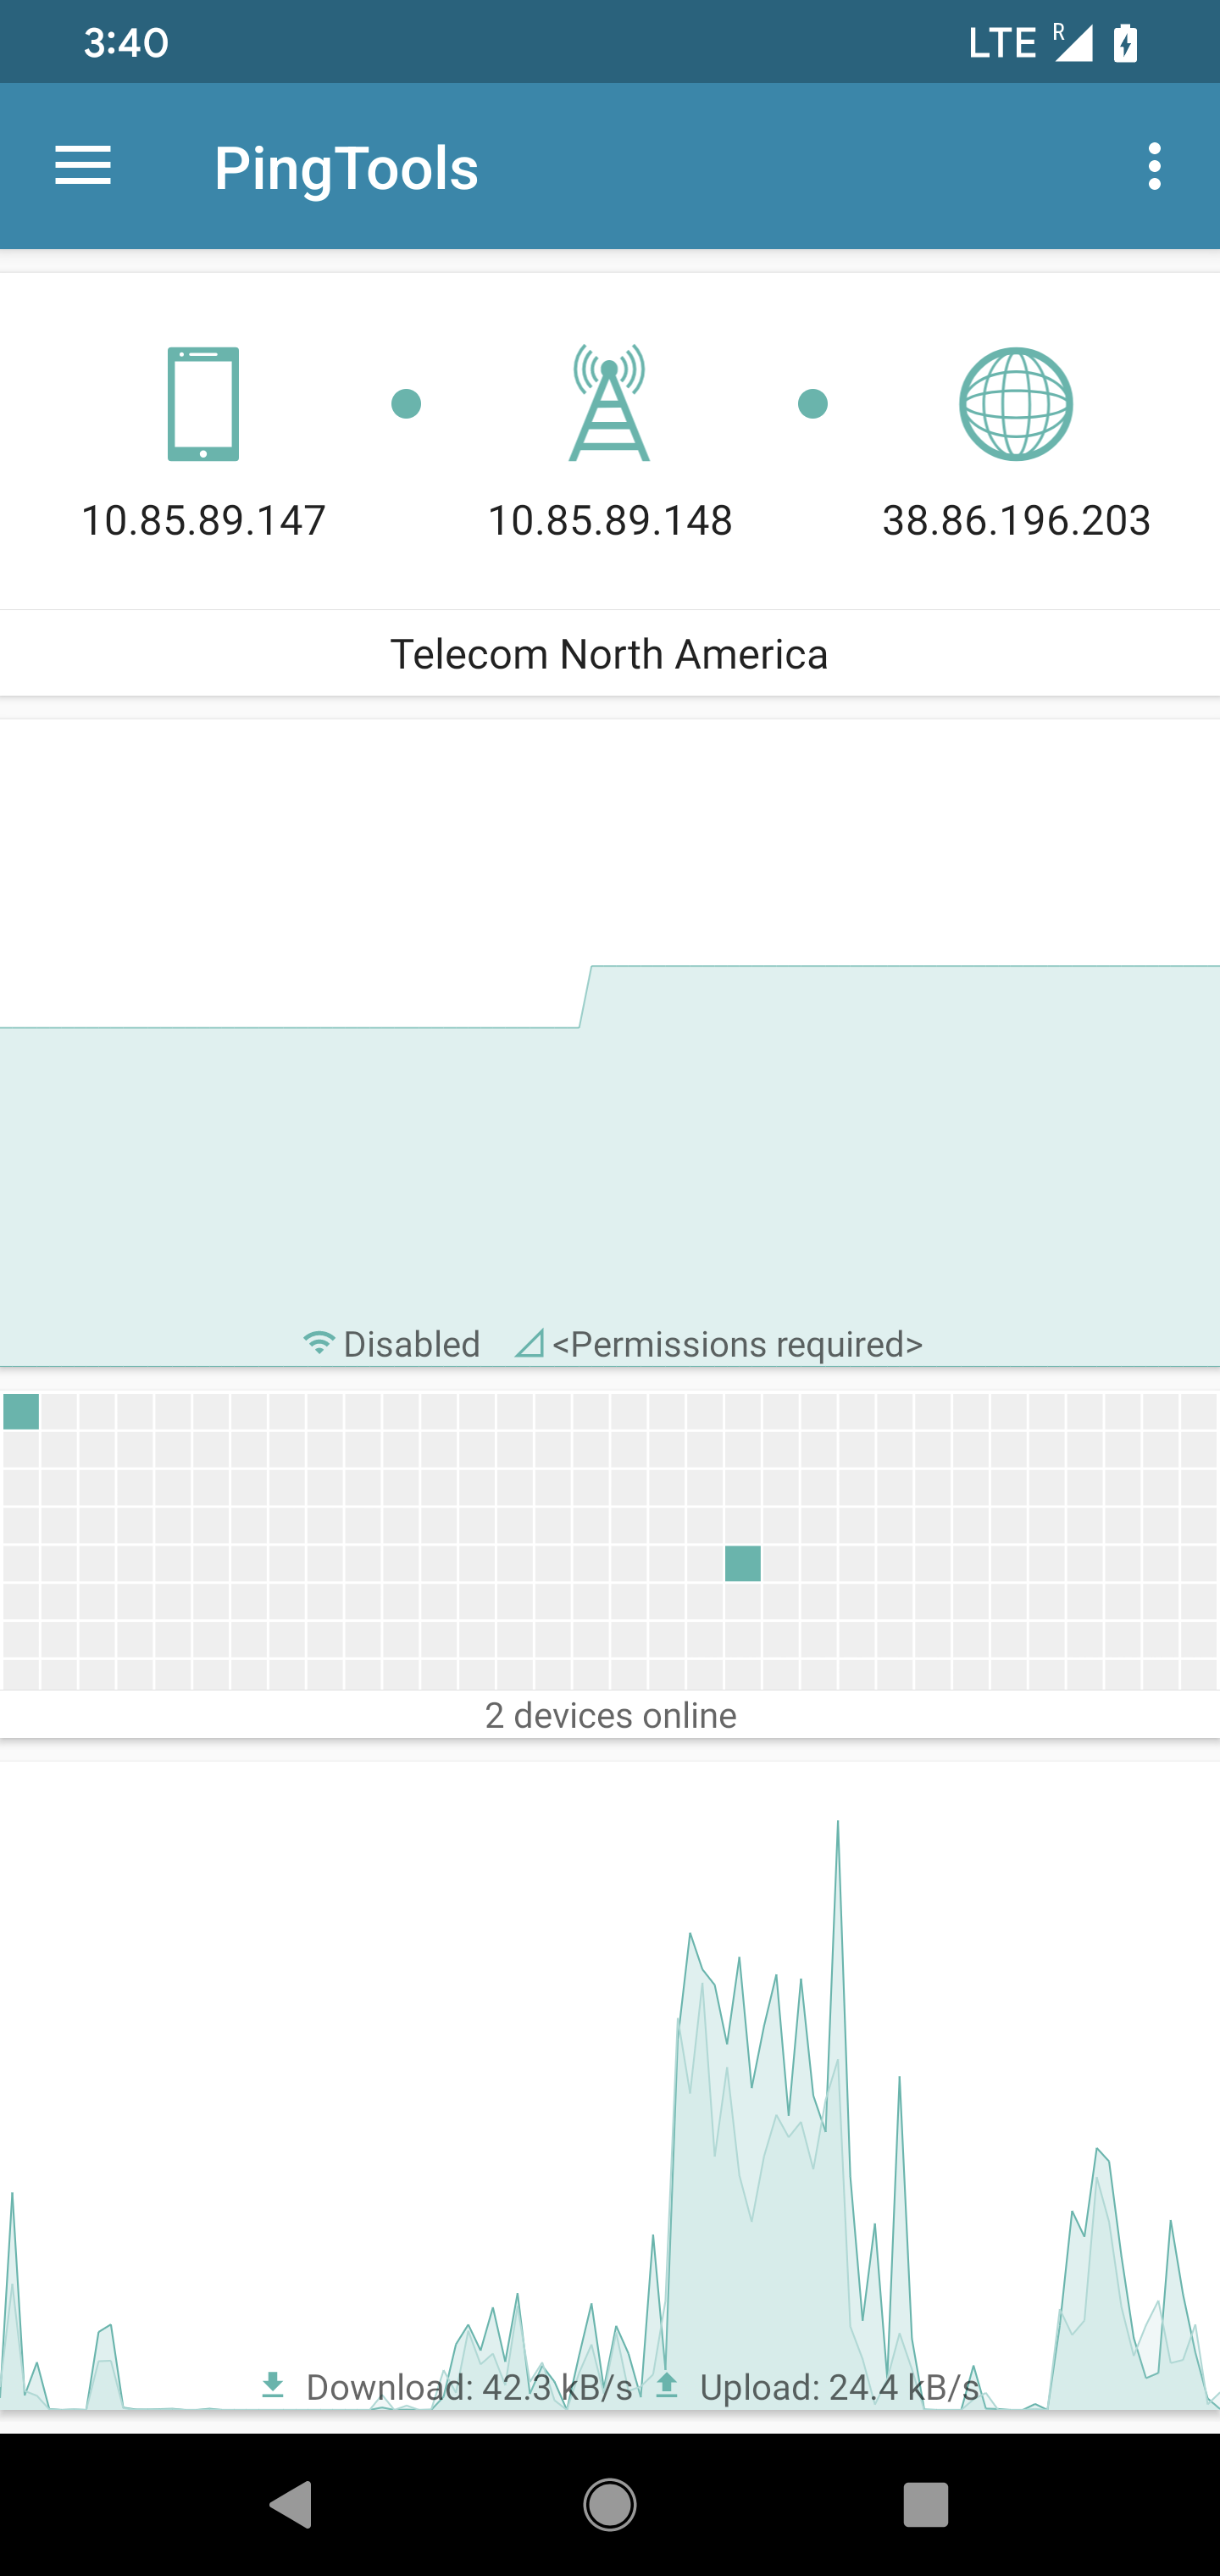 3:40 LTE R
PingTools
10.85.89.147 10.85.89.148 38.86.196.203
Telecom North America
Disabled <Permissions required>
2 devices online
Download: 42.3 kB/s Upload: 24.4 kB/s